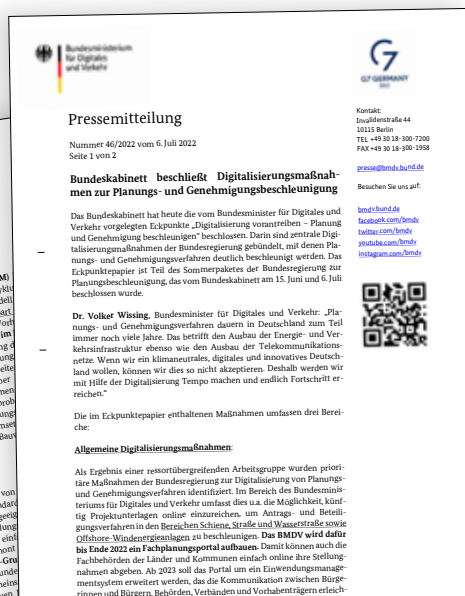 Bundesministerium
für Digitales
und Verkehr
G7 GERMANY
2022
Pressemitteilung
Nummer 46/2022 vom 6. Juli 2022
Seite 1 von 2
Bundeskabinett beschließt Digitalisierungsmaßnah-
men zur Planungs- und Genehmigungsbeschleunigung
Das Bundeskabinett hat heute die vom Bundesminister für Digitales und
Verkehr vorgelegten Eckpunkte „Digitalisierung vorantreiben – Planung
und Genehmigung beschleunigen“ beschlossen. Darin sind zentrale Digi-
talisierungsmaßnahmen der Bundesregierung gebündelt, mit denen Pla-
nungs- und Genehmigungsverfahren deutlich beschleunigt werden. Das
Eckpunktepapier ist Teil des Sommerpaketes der Bundesregierung zur
Planungsbeschleunigung, das vom Bundeskabinett am 15. Juni und 6. Juli
beschlossen wurde.
Dr. Volker Wissing, Bundesminister für Digitales und Verkehr: „Pla-
nungs- und Genehmigungsverfahren dauern in Deutschland zum Teil
immer noch viele Jahre. Das betrifft den Ausbau der Energie- und Ver-
kehrsinfrastruktur ebenso wie den Ausbau der Telekommunikations-
netze. Wenn wir ein klimaneutrales, digitales und innovatives Deutsch-
land wollen, können wir dies so nicht akzeptieren. Deshalb werden wir
mit Hilfe der Digitalisierung Tempo machen und endlich Fortschritt er-
reichen.“
Die im Eckpunktepapier enthaltenen Maßnahmen umfassen drei Berei-
che:
Allgemeine Digitalisierungsmaßnahmen:
Als Ergebnis einer ressortübergreifenden Arbeitsgruppe wurden priori-
täre Maßnahmen der Bundesregierung zur Digitalisierung von Planungs-
und Genehmigungsverfahren identifiziert. Im Bereich des Bundesminis-
teriums für Digitales und Verkehr umfasst dies u.a. die Möglichkeit, künf-
tig Projektunterlagen online einzureichen, um Antrags- und Beteili-
gungsverfahren in den Bereichen Schiene, Straße und Wasserstraße sowie
Offshore-Windenergieanlagen zu beschleunigen. Das BMDV wird dafür
bis Ende 2022 ein Fachplanungsportal aufbauen. Damit können auch die
Fachbehörden der Länder und Kommunen einfach ihre Stellung-
nahmen abgeben. Ab 2023 soll das Portal um ein Einwendungsmanage-
mentsystem erweitert werden, das die Kommunikation zwischen Bürge-
rinnen und Bürgern, Behörden, Verbänden und Vorhabenträgern erleich-
Kontakt:
Invalidenstraße 44
10115 Berlin
TEL +49 30 18-300-7200
FAX +49 30 18-300-1958
presse@bmdv.bund.de
Besuchen Sie uns auf:
bmdv.bund.de
facebook.com/bmdv
twitter.com/bmdv
youtube.com/bmdv
instagram.com/bmdv